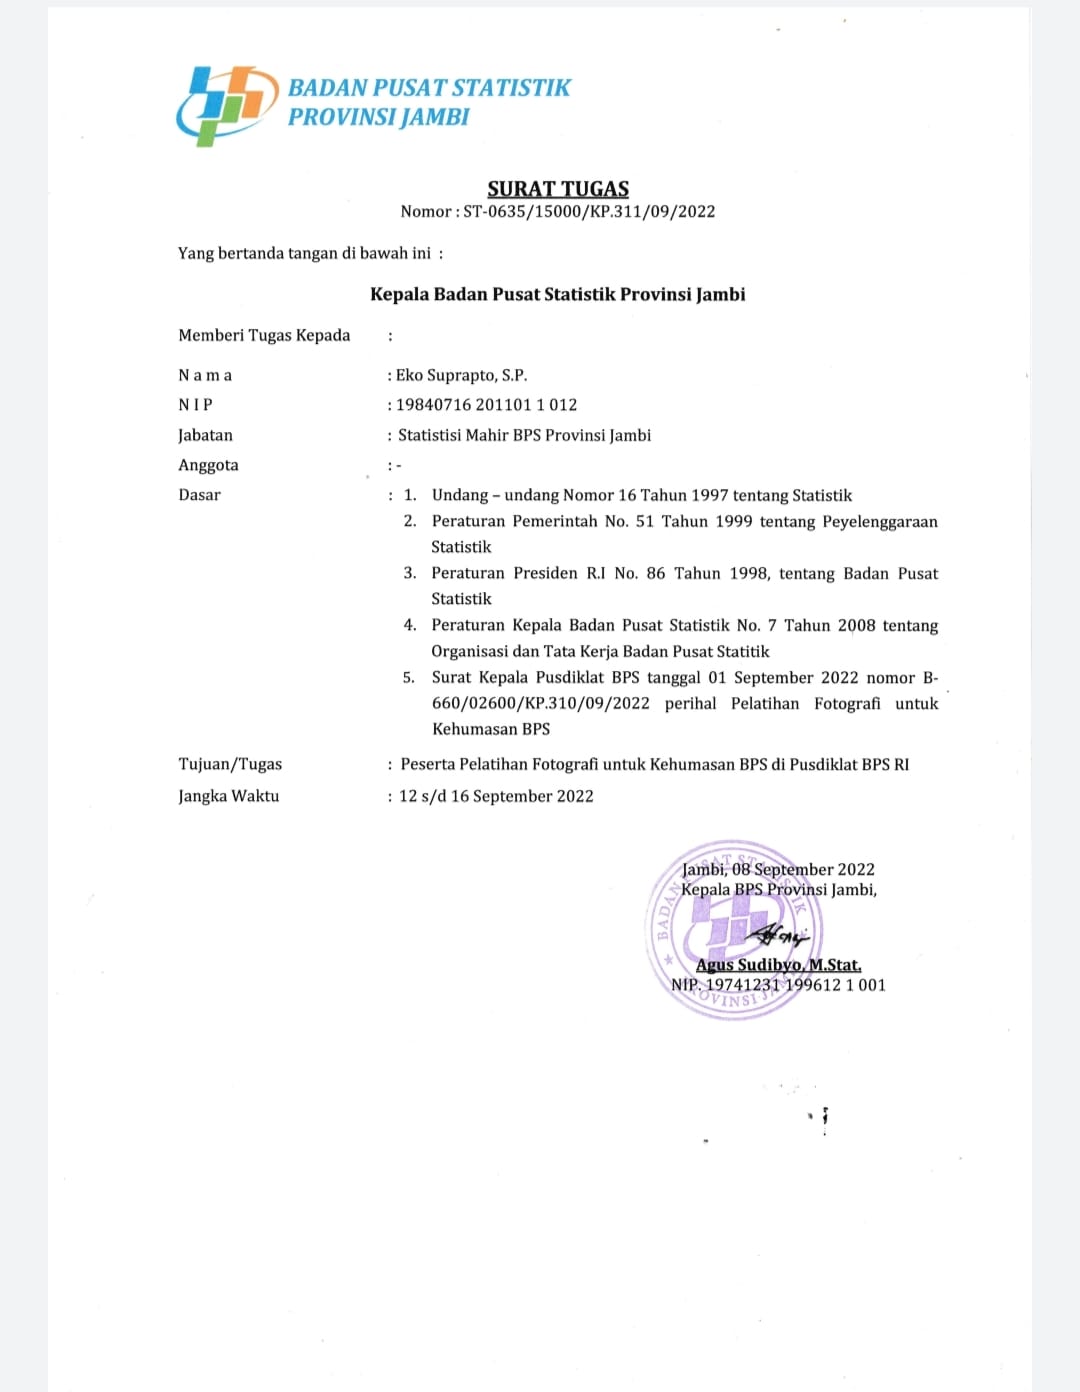 BADAN PUSAT STATISTIK
PROVINSI JAMBI
SURAT TUGAS
Nomor : ST-0635/15000/KP.311/09/2022
Yang bertanda tangan di bawah ini :
Kepala Badan Pusat Statistik Provinsi Jambi
Memberi Tugas Kepada :
N a m a : Eko Suprapto, S.P.
N I P : 19840716 201101 1 012
Jabatan : Statistisi Mahir BPS Provinsi Jambi
Anggota : -
Dasar : 1. Undang – undang Nomor 16 Tahun 1997 tentang Statistik
2. Peraturan Pemerintah No. 51 Tahun 1999 tentang Peyelenggaraan
Statistik
3. Peraturan Presiden R.I No. 86 Tahun 1998, tentang Badan Pusat
Statistik
4. Peraturan Kepala Badan Pusat Statistik No. 7 Tahun 2008 tentang
Organisasi dan Tata Kerja Badan Pusat Statitik
5. Surat Kepala Pusdiklat BPS tanggal 01 September 2022 nomor B-
660/02600/KP.310/09/2022 perihal Pelatihan Fotografi untuk
Kehumasan BPS
Tujuan/Tugas : Peserta Pelatihan Fotografi untuk Kehumasan BPS di Pusdiklat BPS RI
Jangka Waktu : 12 s/d 16 September 2022
Jambi, 08 September 2022
Kepala BPS Provinsi Jambi,
BADAN PUSAT STATISTIK
Agus Sudibyo, M.Stat.
NIP. 19741231 199612 1 001
PROVINSI JAMBI